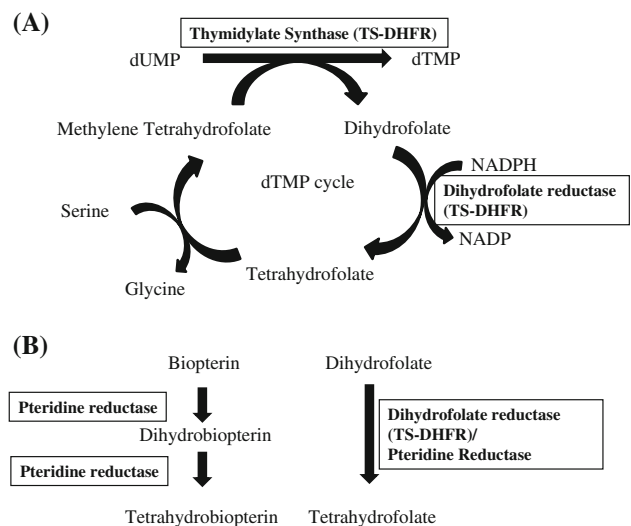 (A)
Thymidylate Synthase (TS-DHFR)
dUMP
dTMP
Methylene Tetrahydrofolate
Dihydrofolate
NADPH
dTMP cycle
Dihydrofolate reductase
(TS-DHFR)
Serine
NADP
Tetrahydrofolate
Glycine
(B)
Biopterin
Dihydrofolate
Pteridine reductase
Dihydrobiopterin
Dihydrofolate reductase
(TS-DHFR)/
Pteridine Reductase
Pteridine reductase
Tetrahydrobiopterin
Tetrahydrofolate